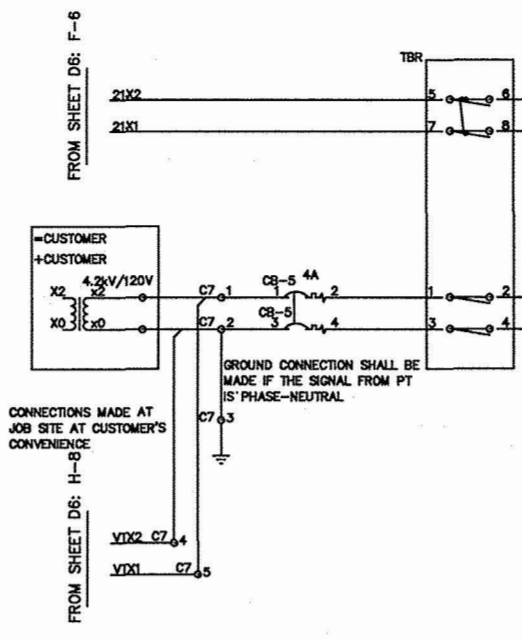 FROM SHEET D6: F-6
21X2
21X1
TBR
5
6
7
8
=CUSTOMER
+CUSTOMER
4.2kV/120V
X2
x2
X0
x0
C7
1
C7
2
CB-5
4A
1
2
CB-5
3
4
1
2
3
4
GROUND CONNECTION SHALL BE
MADE IF THE SIGNAL FROM PT
IS PHASE-NEUTRAL
C7
3
CONNECTIONS MADE AT
JOB SITE AT CUSTOMER'S
CONVENIENCE
FROM SHEET D6: H-8
V1X2
C7
4
V1X1
C7
5